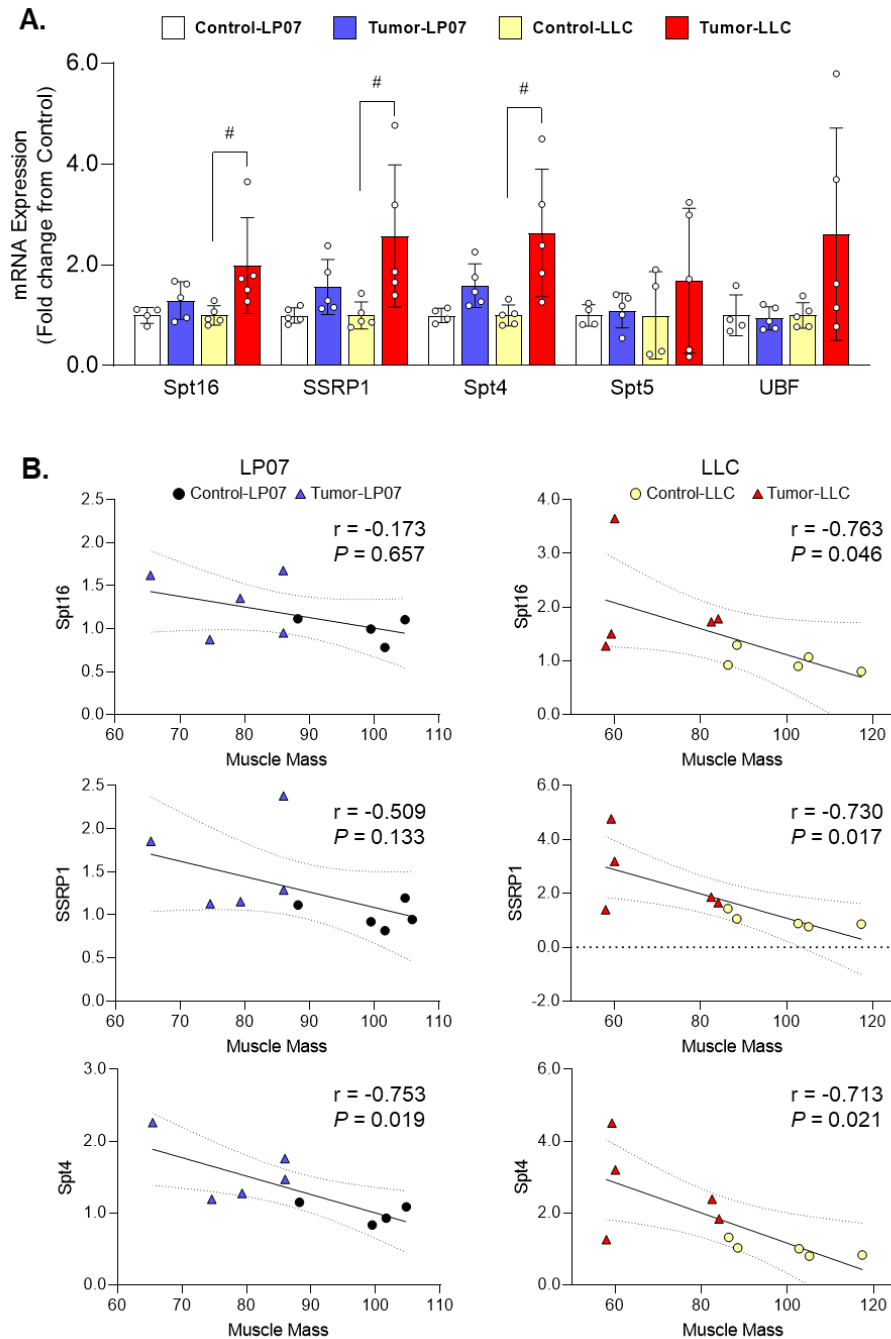 A.
Control-LP07 Tumor-LP07 Control-LLC Tumor-LLC
mRNA Expression
(Fold change from Control)
6.0
4.0
2.0
0.0
# # #
Spt16 SSRP1 Spt4 Spt5 UBF
B.
LP07
Control-LP07 Tumor-LP07
r = -0.173
P = 0.657
Spt16
2.5
2.0
1.5
1.0
0.5
0.0
60 70 80 90 100 110
Muscle Mass
LLC
Control-LLC Tumor-LLC
r = -0.763
P = 0.046
Spt16
4.0
3.0
2.0
1.0
0.0
60 80 100 120
Muscle Mass
r = -0.509
P = 0.133
SSRP1
2.5
2.0
1.5
1.0
0.5
0.0
60 70 80 90 100 110
Muscle Mass
r = -0.730
P = 0.017
SSRP1
6.0
4.0
2.0
0.0
-2.0
60 80 100 120
Muscle Mass
r = -0.753
P = 0.019
Spt4
3.0
2.0
1.0
0.0
60 70 80 90 100 110
Muscle Mass
r = -0.713
P = 0.021
Spt4
6.0
4.0
2.0
0.0
60 80 100 120
Muscle Mass